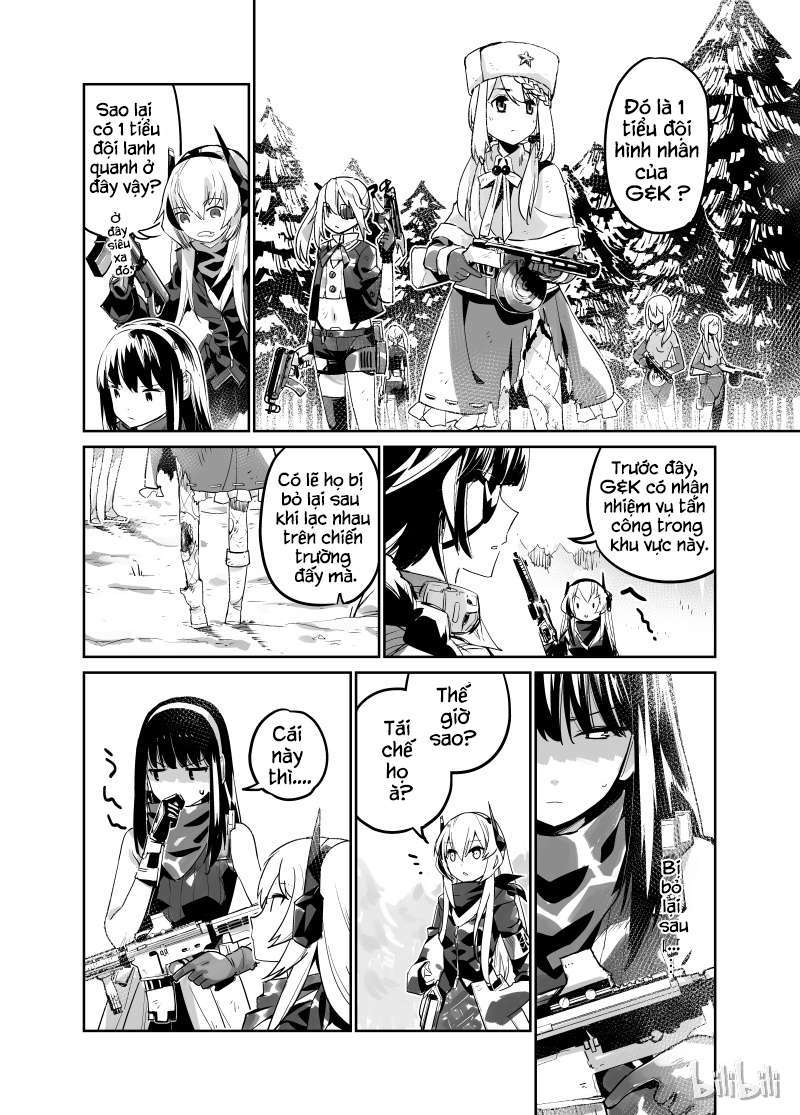 Đó là 1
tiểu đội
hình nhân
của
G&K ?
Sao lại
có 1 tiểu
đội lanh
quanh ở
đây vậy?
ở
đây siêu
xa đó
Trước đây,
G&K có nhận
nhiệm vụ tấn
công trong
khu vực này.
Có lẽ họ bị
bỏ lại sau
khi lạc nhau
trên chiến
trường
đấy mà.
Bị
bỏ lại
sau
!......
Thế
giờ
sao?
Tái
chế
họ
à?
Cái
này
thì....
bilibili